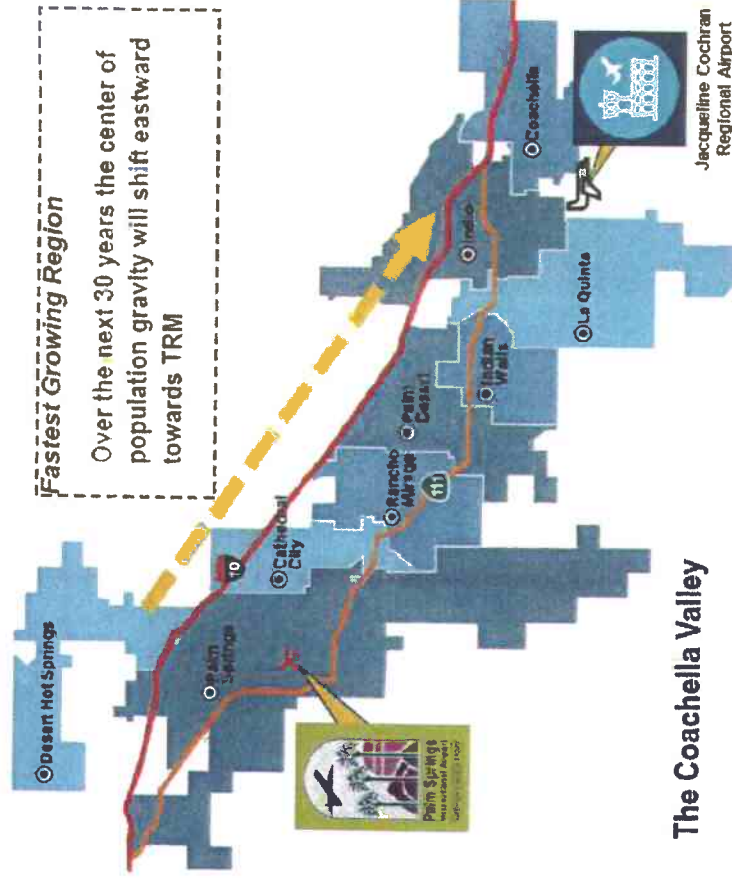 Fastest Growing Region
Over the next 30 years the center of
population gravity will shift eastward
towards TRM
Desert Hot Springs
10
Cathedral
City
Palm
Springs
Rancho
Mirage
Palm
Desert
111
Indian
Wells
Indio
La Quinta
Coachella
Palm Springs
International Airport
Jacqueline Cochran
Regional Airport
The Coachella Valley